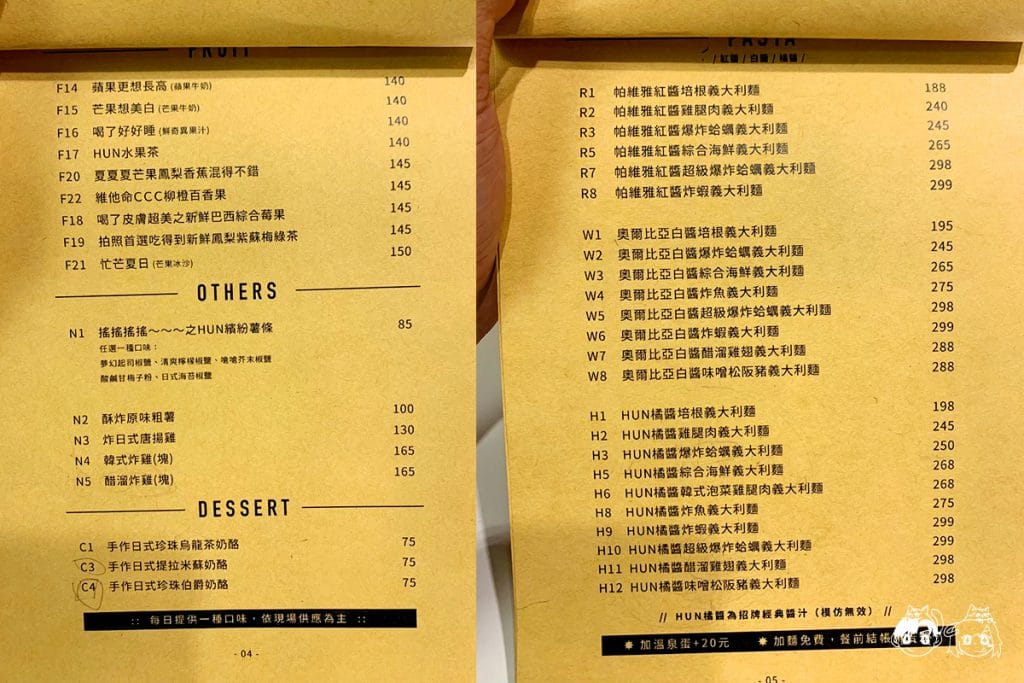 FRUIT
F14 蘋果更想長高 (蘋果牛奶) 140
F15 芒果想美白 (芒果牛奶) 140
F16 喝了好好睡 (鮮奇異果汁) 140
F17 HUN水果茶 140
F20 夏夏夏芒果鳳梨香蕉混得不錯 145
F22 維他命CCC柳橙百香果 145
F18 喝了皮膚超美之新鮮巴西綜合莓果 145
F19 拍照首選吃得到新鮮鳳梨紫蘇梅綠茶 145
F21 忙芒夏日 (芒果冰沙) 150
OTHERS
N1 搖搖搖搖～～～之HUN繽紛薯條 85
任選一種口味：
夢幻起司椒鹽、清爽檸檬椒鹽、嗆嗆芥末椒鹽
酸鹹甘梅子粉、日式海苔椒鹽
N2 酥炸原味粗薯 100
N3 炸日式唐揚雞 130
N4 韓式炸雞(塊) 165
N5 醋溜炸雞(塊) 165
DESSERT
C1 手作日式珍珠烏龍茶奶酪 75
C3 手作日式提拉米蘇奶酪 75
C4 手作日式珍珠伯爵奶酪 75
:: 每日提供一種口味，依現場供應為主 ::
- 04 -
PASTA
/ 紅醬 / 白醬 / 橘醬 /
R1 帕維雅紅醬培根義大利麵 188
R2 帕維雅紅醬雞腿肉義大利麵 240
R3 帕維雅紅醬爆炸蛤蠣義大利麵 245
R5 帕維雅紅醬綜合海鮮義大利麵 265
R7 帕維雅紅醬超級爆炸蛤蠣義大利麵 298
R8 帕維雅紅醬炸蝦義大利麵 299
W1 奧爾比亞白醬培根義大利麵 195
W2 奧爾比亞白醬爆炸蛤蠣義大利麵 245
W3 奧爾比亞白醬綜合海鮮義大利麵 265
W4 奧爾比亞白醬炸魚義大利麵 275
W5 奧爾比亞白醬超級爆炸蛤蠣義大利麵 298
W6 奧爾比亞白醬炸蝦義大利麵 299
W7 奧爾比亞白醬醋溜雞翅義大利麵 288
W8 奧爾比亞白醬味噌松阪豬義大利麵 288
H1 HUN橘醬培根義大利麵 198
H2 HUN橘醬雞腿肉義大利麵 245
H3 HUN橘醬爆炸蛤蠣義大利麵 250
H5 HUN橘醬綜合海鮮義大利麵 268
H6 HUN橘醬韓式泡菜雞腿肉義大利麵 268
H8 HUN橘醬炸魚義大利麵 275
H9 HUN橘醬炸蝦義大利麵 299
H10 HUN橘醬超級爆炸蛤蠣義大利麵 299
H11 HUN橘醬醋溜雞翅義大利麵 298
H12 HUN橘醬味噌松阪豬義大利麵 298
// HUN橘醬為招牌經典醬汁（模仿無效） //
✸ 加溫泉蛋+20元 ✸ 加麵免費，餐前結帳
- 05 -